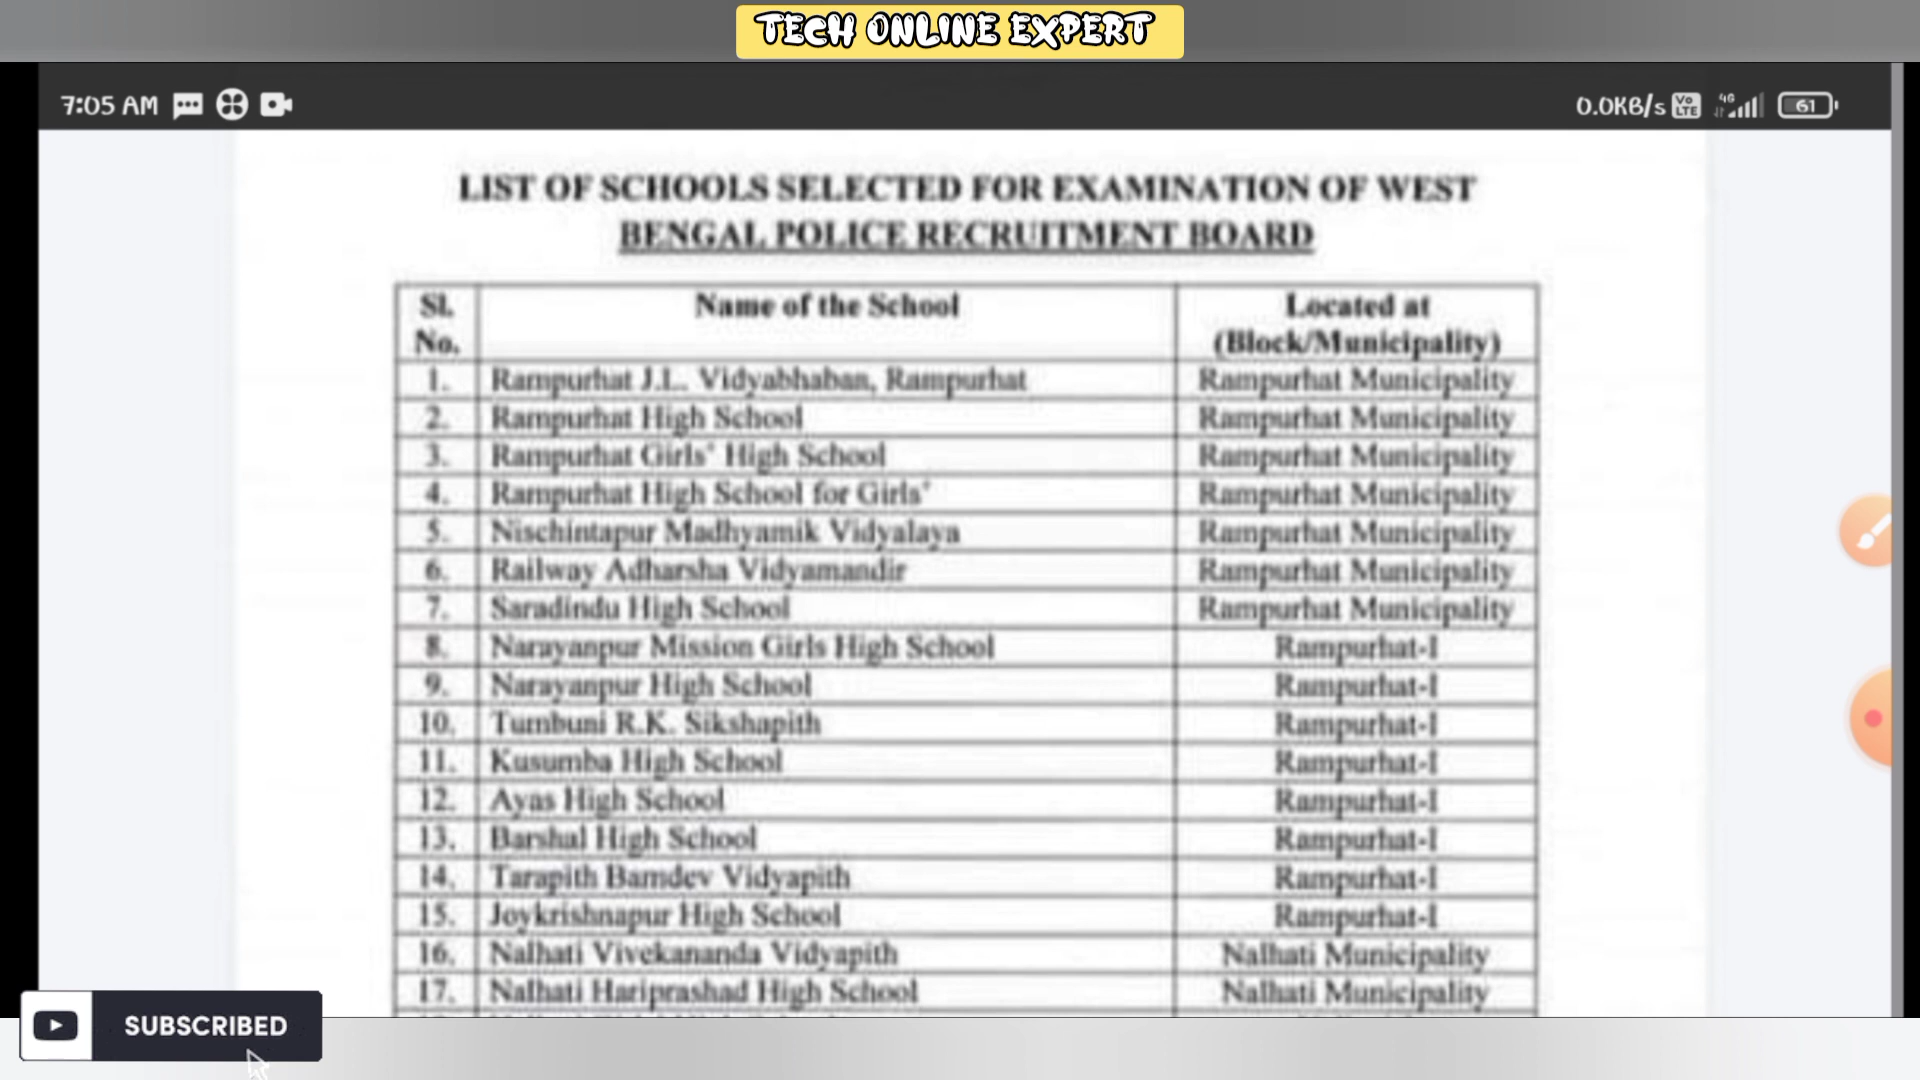 TECH ONLINE EXPERT
7:05 AM
0.0KB/s Vo LTE 4G 61
LIST OF SCHOOLS SELECTED FOR EXAMINATION OF WEST
BENGAL POLICE RECRUITMENT BOARD
Sl. No. Name of the School Located at (Block/Municipality)
1. Rampurhat J.L. Vidyabhaban, Rampurhat Rampurhat Municipality
2. Rampurhat High School Rampurhat Municipality
3. Rampurhat Girls' High School Rampurhat Municipality
4. Rampurhat High School for Girls' Rampurhat Municipality
5. Nischintapur Madhyamik Vidyalaya Rampurhat Municipality
6. Railway Adharsha Vidyamandir Rampurhat Municipality
7. Saradindu High School Rampurhat Municipality
8. Narayanpur Mission Girls High School Rampurhat-I
9. Narayanpur High School Rampurhat-I
10. Tumbuni R.K. Sikshapith Rampurhat-I
11. Kusumba High School Rampurhat-I
12. Ayas High School Rampurhat-I
13. Barshal High School Rampurhat-I
14. Tarapith Bamdev Vidyapith Rampurhat-I
15. Joykrishnapur High School Rampurhat-I
16. Nalhati Vivekananda Vidyapith Nalhati Municipality
17. Nalhati Hariprashad High School Nalhati Municipality
SUBSCRIBED